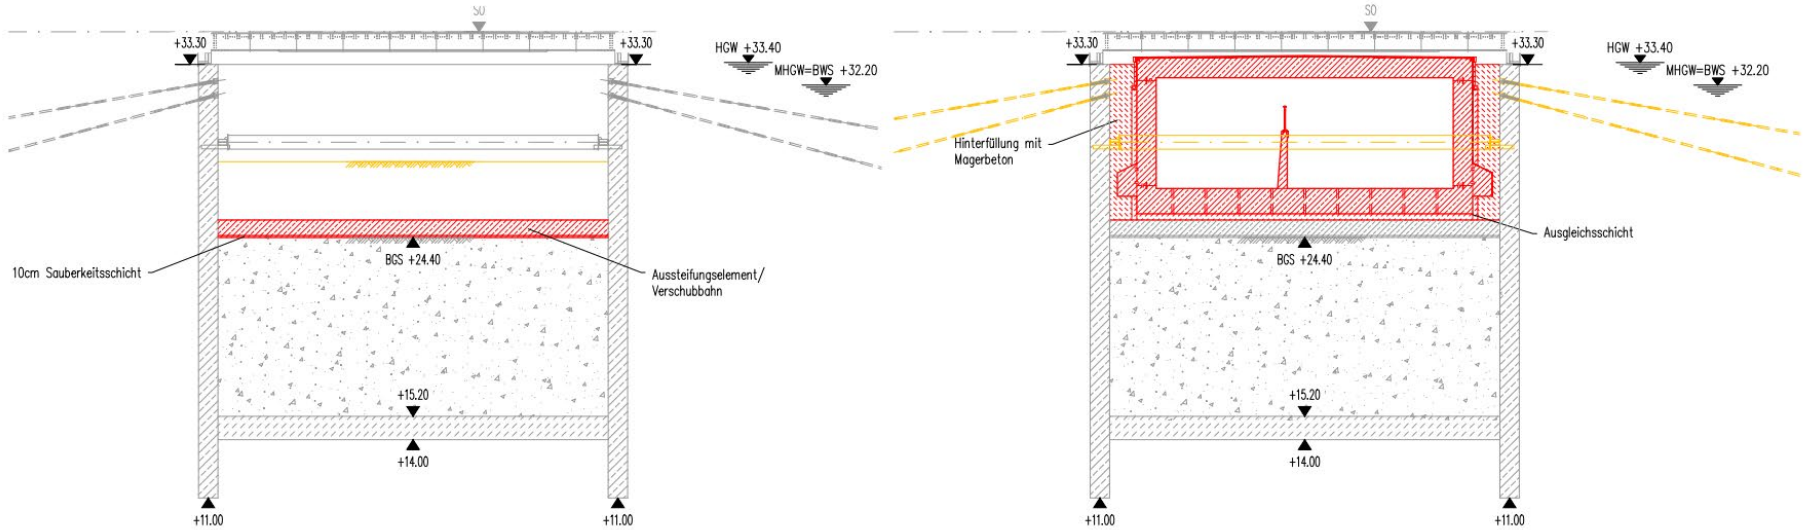 SO
+33.30
+33.30
HGW +33.40
MHGW=BWS +32.20
10cm Sauberkeitsschicht
BGS +24.40
Aussteifungselement/
Verschubbahn
+15.20
+14.00
+11.00
+11.00
SO
+33.30
+33.30
HGW +33.40
MHGW=BWS +32.20
Hinterfüllung mit
Magerbeton
Ausgleichsschicht
BGS +24.40
+15.20
+14.00
+11.00
+11.00